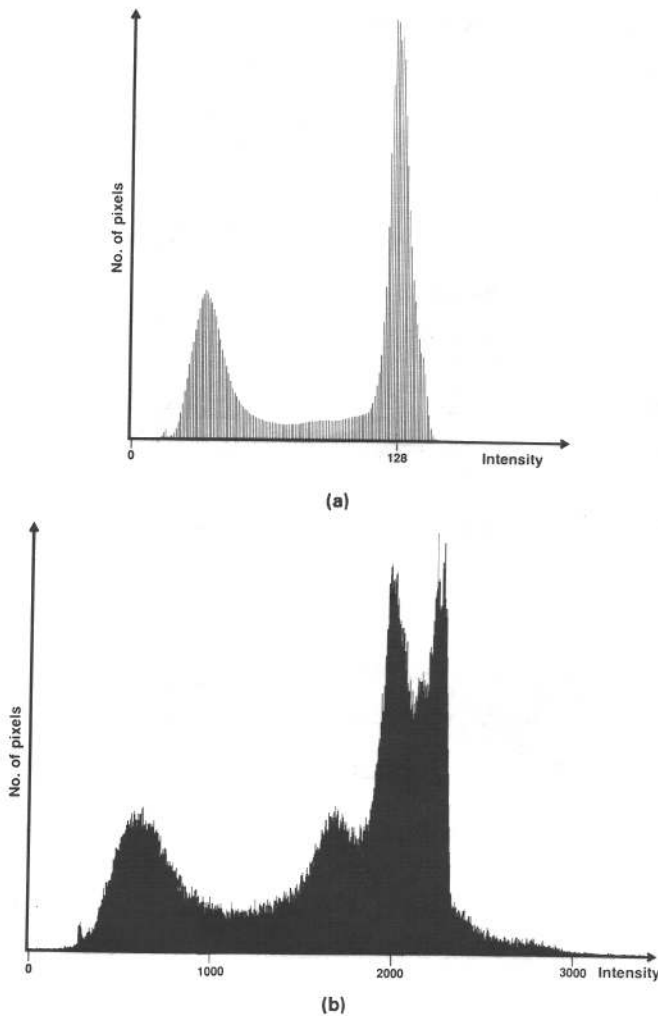 No. of pixels
0
128
Intensity
(a)
No. of pixels
0
1000
2000
3000
Intensity
(b)